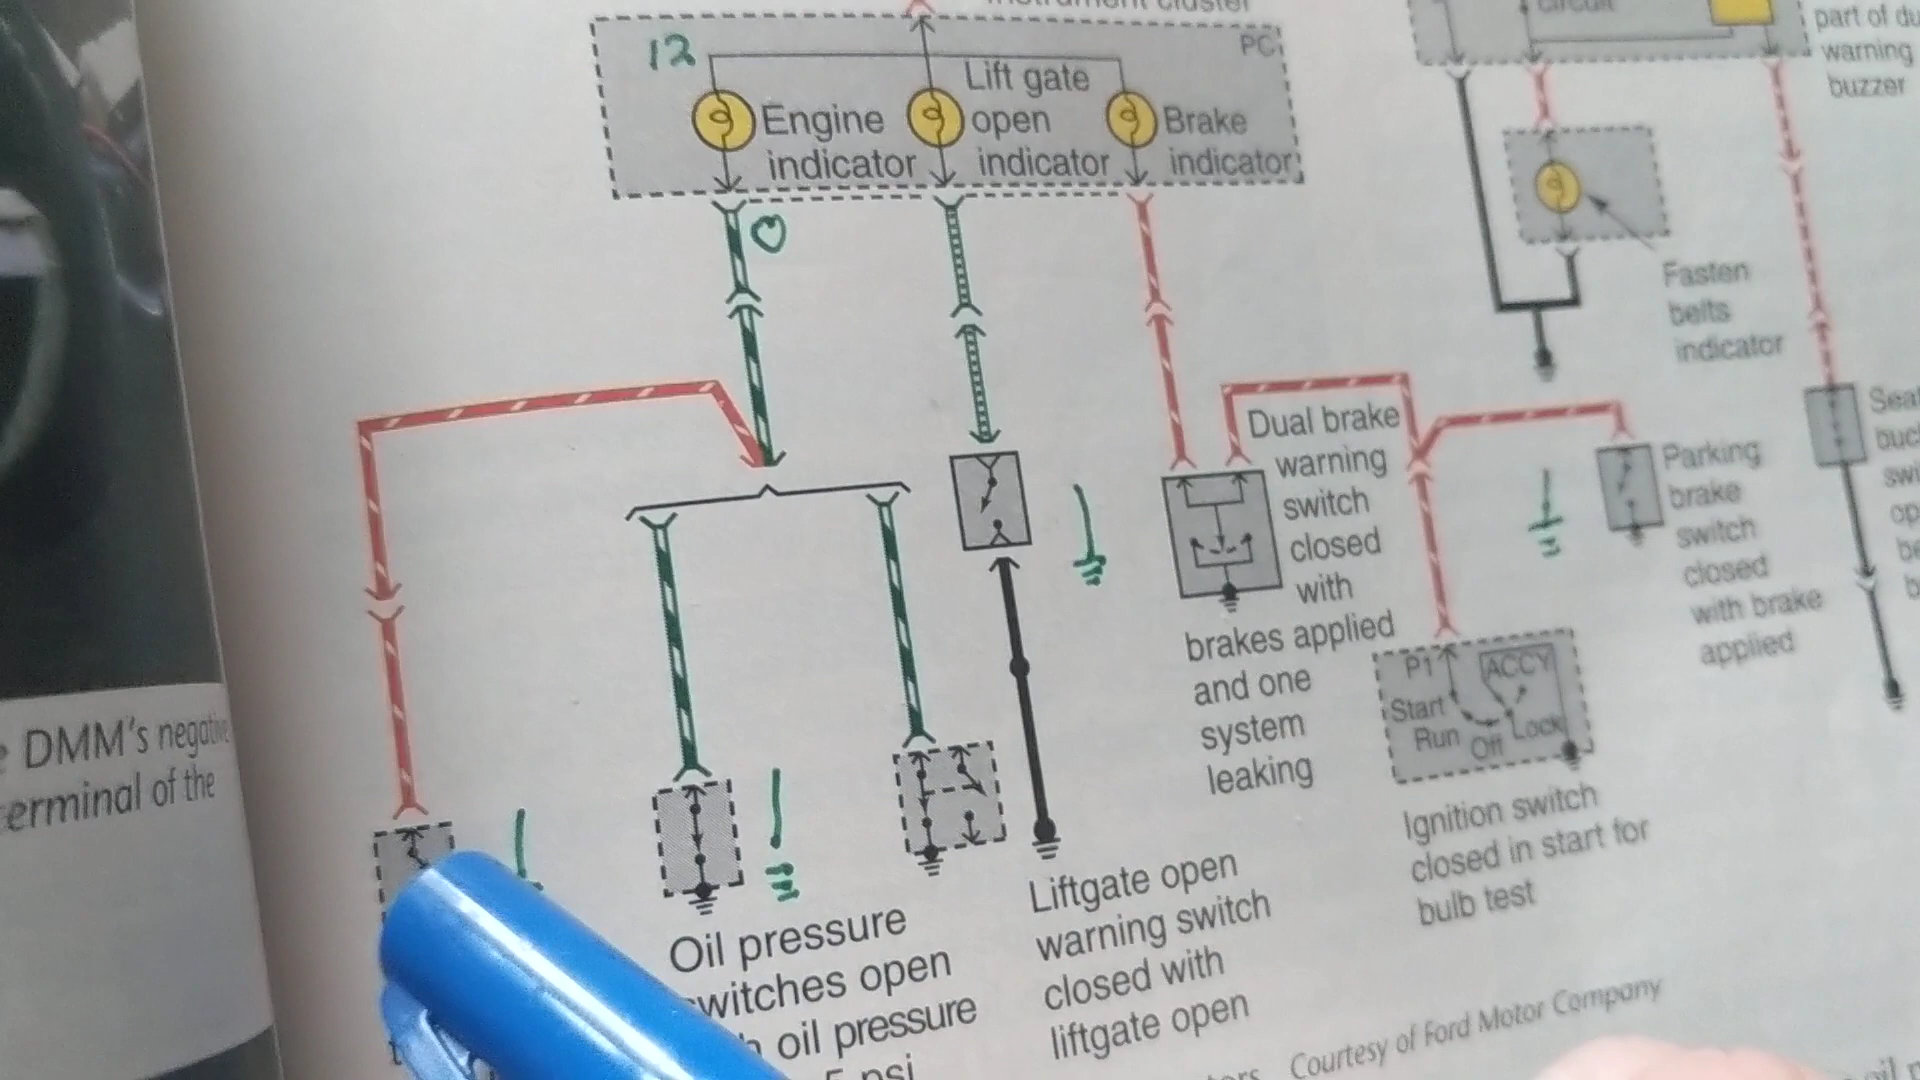 12
PC
Engine
indicator
Lift gate
open
indicator
Brake
indicator
part of
warning
buzzer
O
Fasten
belts
indicator
Dual brake
warning
switch
closed
with
brakes applied
and one
system
leaking
Parking
brake
switch
closed
with brake
applied
P1
ACCY
Start
Run
Off
Lock
Ignition switch
closed in start for
bulb test
DMM's negative
terminal of the
Oil pressure
switches open
oil pressure
psi
Liftgate open
warning switch
closed with
liftgate open
Courtesy of Ford Motor Company